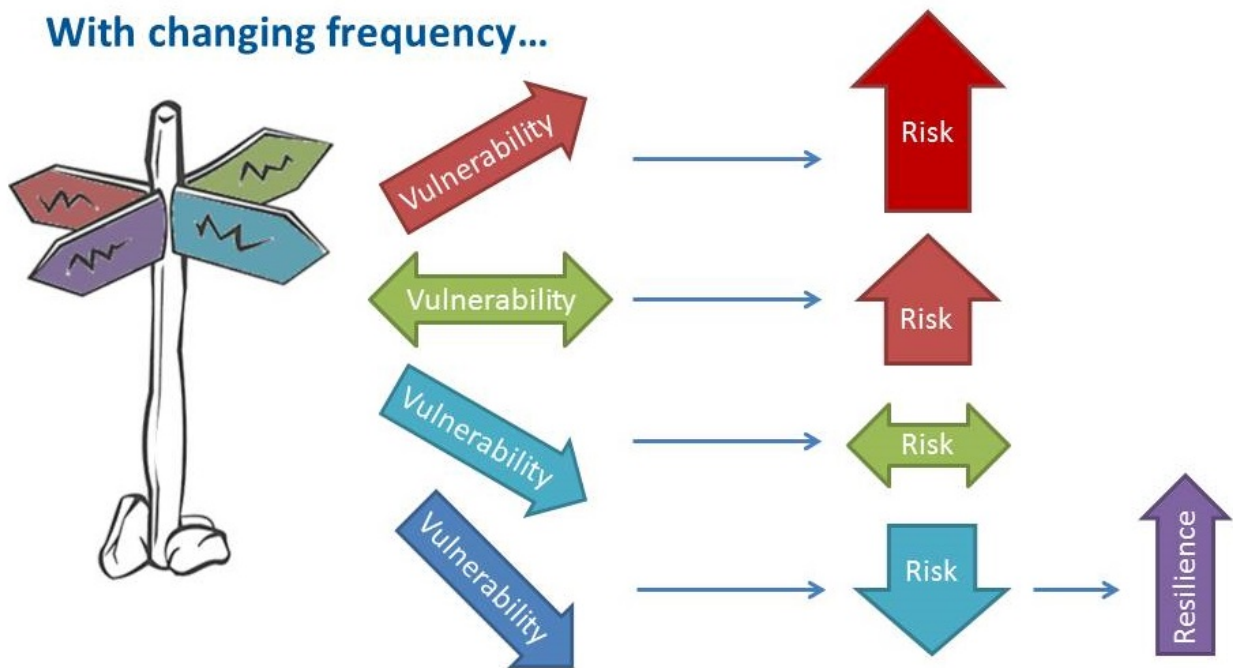 With changing frequency...
Vulnerability
Risk
Vulnerability
Risk
Vulnerability
Risk
Vulnerability
Risk
Resilience